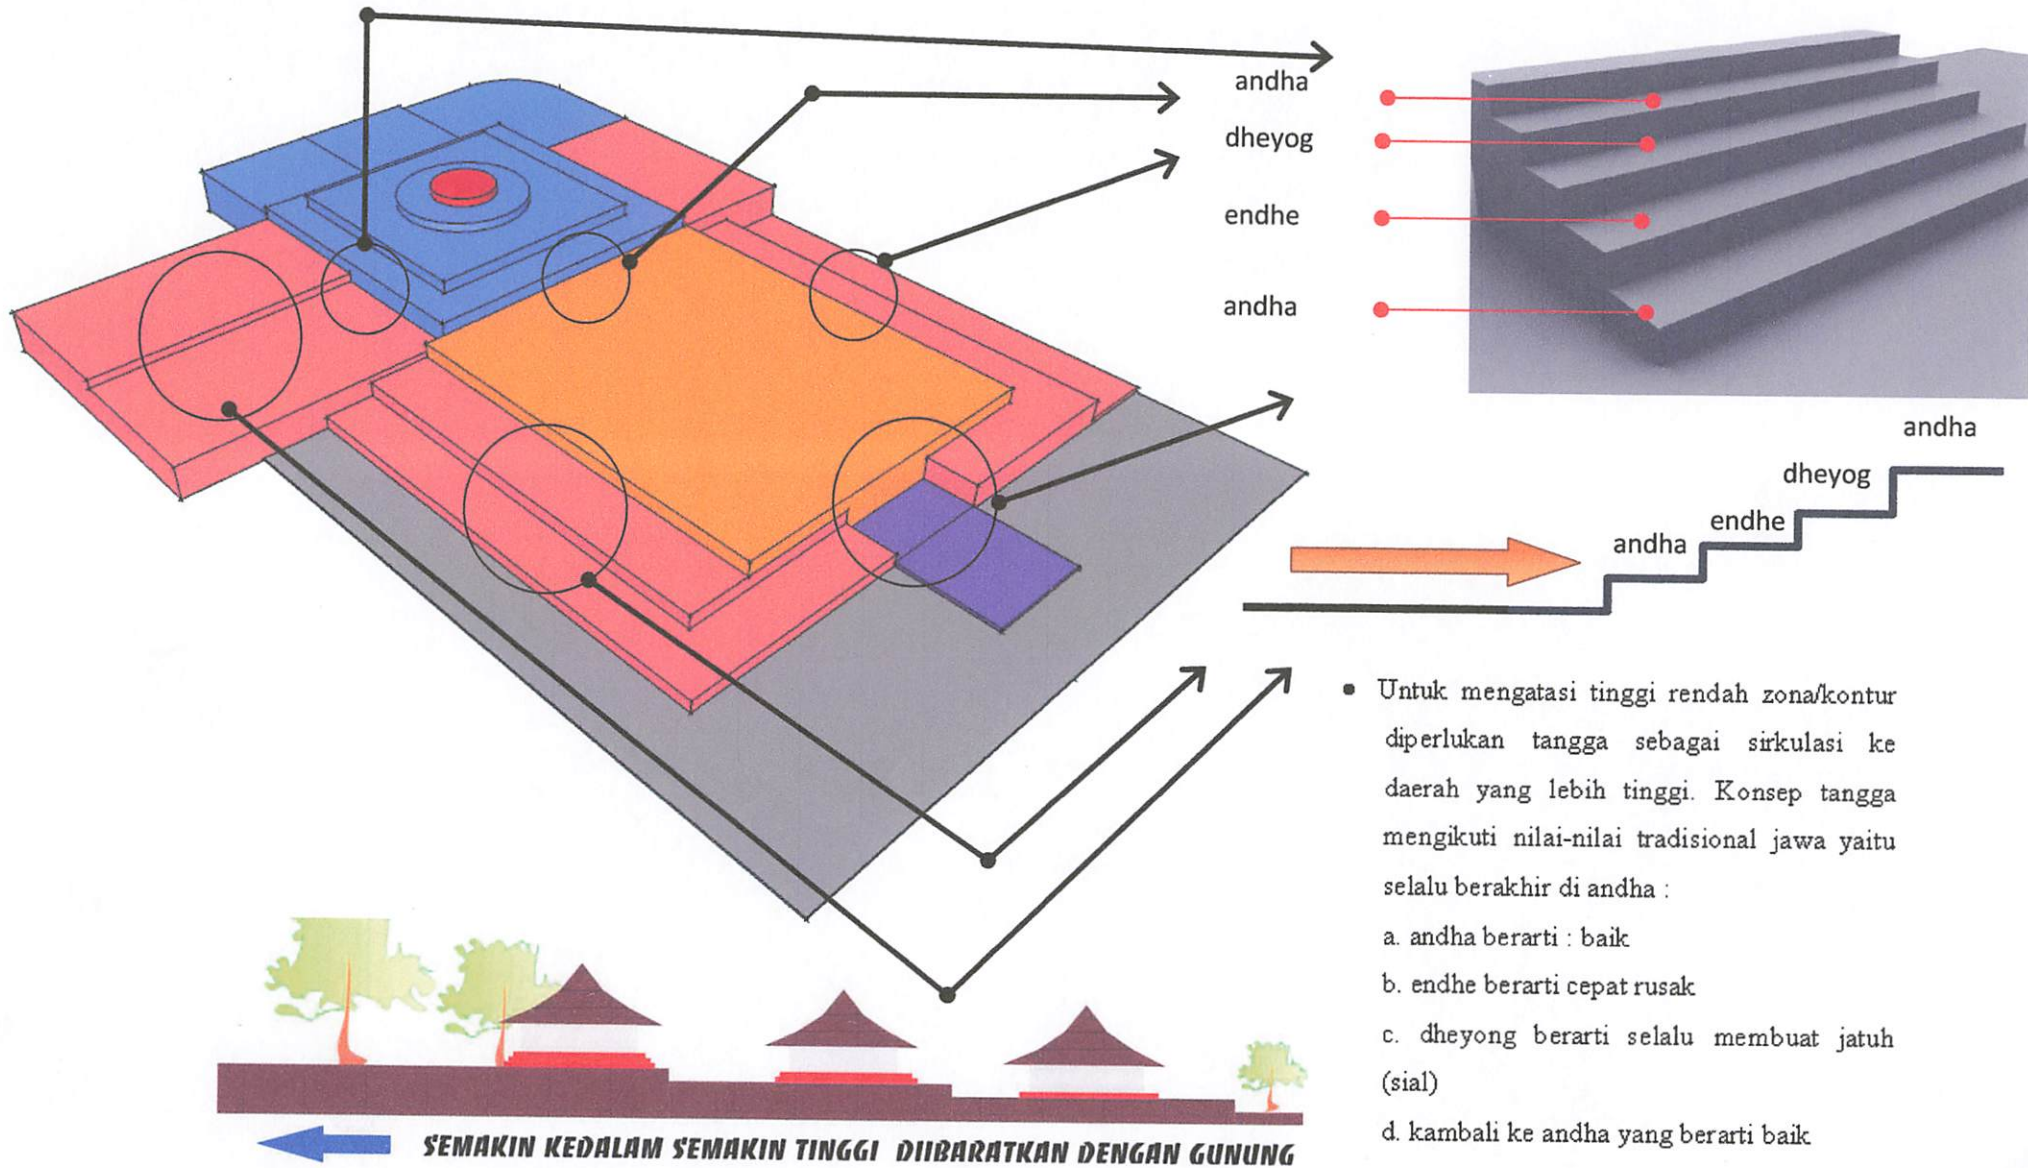 andha
dheyog
endhe
andha
andha
dheyog
endhe
andha
• Untuk mengatasi tinggi rendah zona/kontur
diperlukan tangga sebagai sirkulasi ke
daerah yang lebih tinggi. Konsep tangga
mengikuti nilai-nilai tradisional jawa yaitu
selalu berakhir di andha :
a. andha berarti : baik
b. endhe berarti cepat rusak
c. dheyong berarti selalu membuat jatuh
(sial)
d. kambali ke andha yang berarti baik
SEMAKIN KEDALAM SEMAKIN TINGGI DIIBARATKAN DENGAN GUNUNG